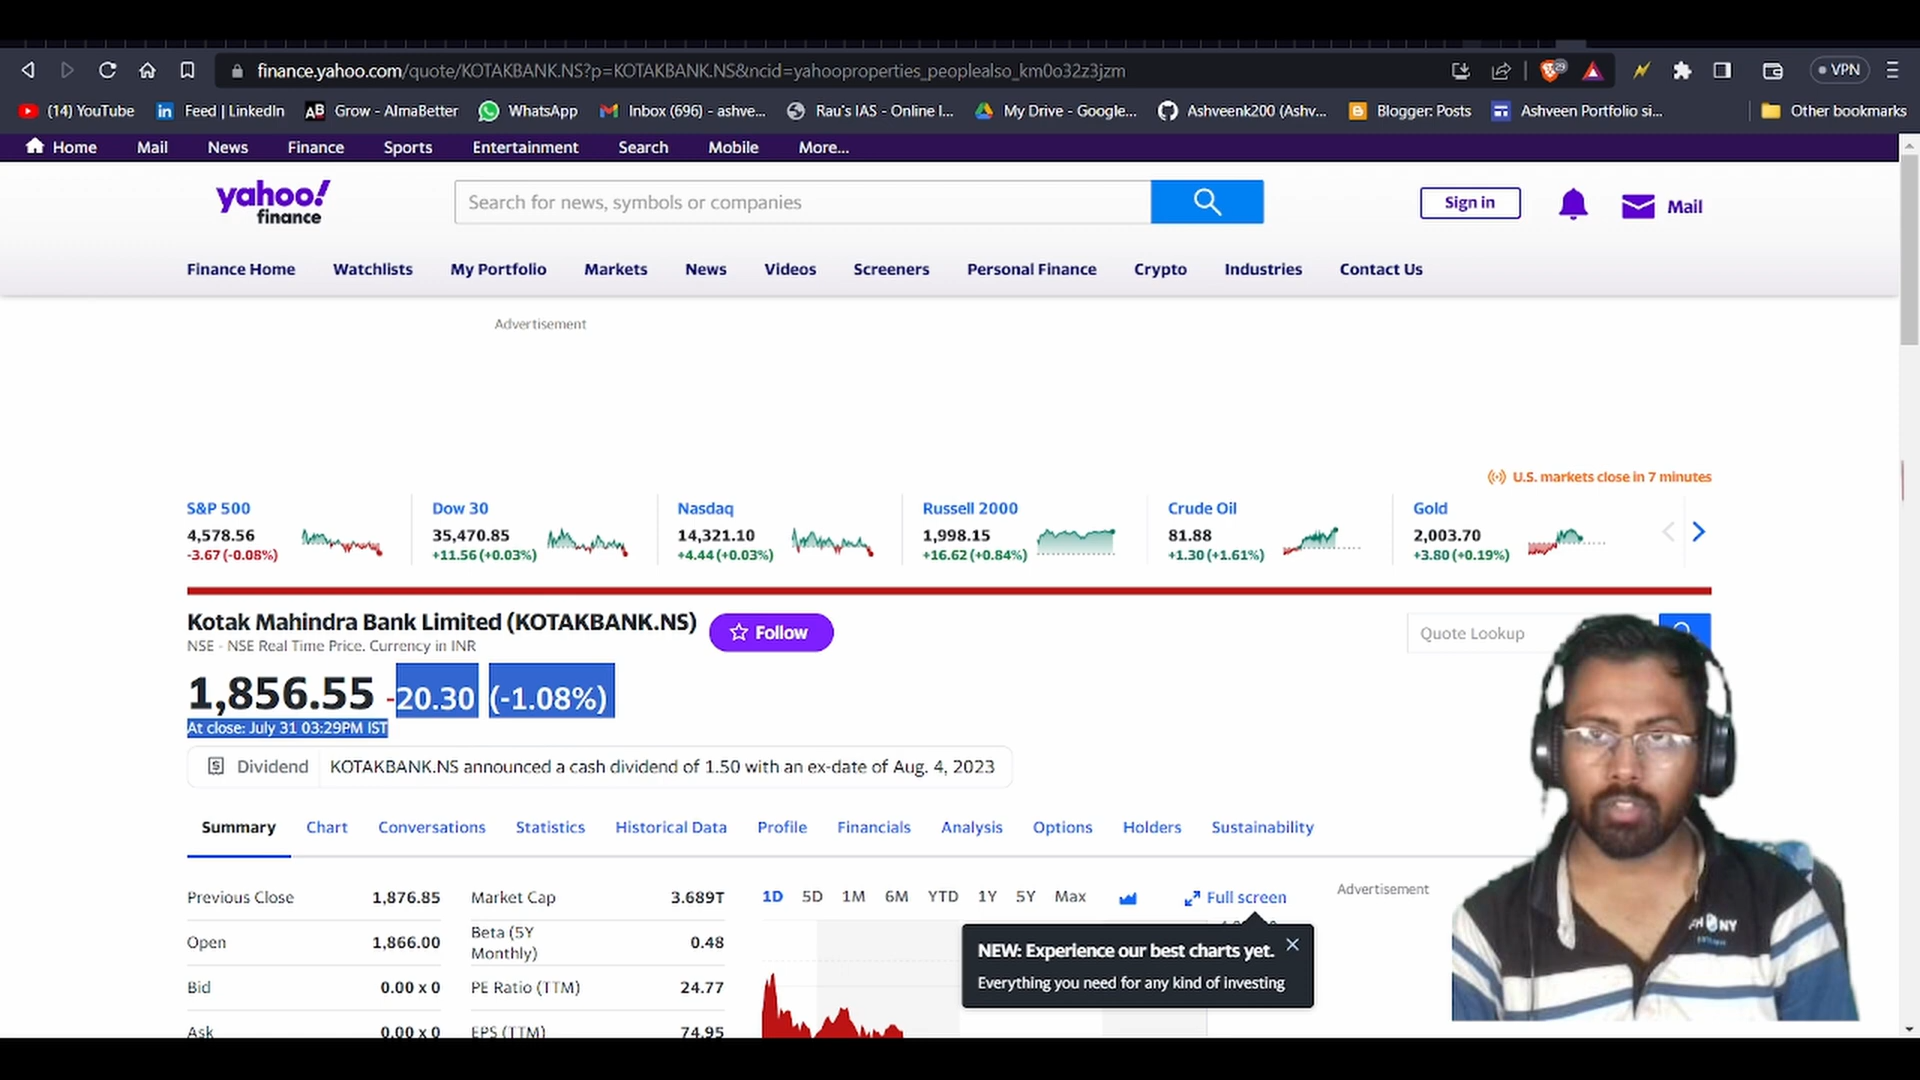 finance.yahoo.com/quote/KOTAKBANK.NS?p=KOTAKBANK.NS&ncid=yahooproperties_peoplealso_km0o32z3jzm
29
VPN
(14) YouTube
Feed | LinkedIn
AB Grow - AlmaBetter
WhatsApp
Inbox (696) - ashve...
Rau's IAS - Online I...
My Drive - Google...
Ashveenk200 (Ashv...
Blogger: Posts
Ashveen Portfolio si...
Other bookmarks
Home Mail News Finance Sports Entertainment Search Mobile More...
yahoo!
finance
Search for news, symbols or companies
Sign in
Mail
Finance Home Watchlists My Portfolio Markets News Videos Screeners Personal Finance Crypto Industries Contact Us
Advertisement
U.S. markets close in 7 minutes
S&P 500
4,578.56
-3.67 (-0.08%)
Dow 30
35,470.85
+11.56 (+0.03%)
Nasdaq
14,321.10
+4.44 (+0.03%)
Russell 2000
1,998.15
+16.62 (+0.84%)
Crude Oil
81.88
+1.30 (+1.61%)
Gold
2,003.70
+3.80 (+0.19%)
Kotak Mahindra Bank Limited (KOTAKBANK.NS)
Follow
NSE - NSE Real Time Price. Currency in INR
Quote Lookup
1,856.55 -20.30 (-1.08%)
At close: July 31 03:29PM IST
Dividend
KOTAKBANK.NS announced a cash dividend of 1.50 with an ex-date of Aug. 4, 2023
Summary Chart Conversations Statistics Historical Data Profile Financials Analysis Options Holders Sustainability
Previous Close 1,876.85
Open 1,866.00
Bid 0.00 x 0
Ask 0.00 x 0
Market Cap 3.689T
Beta (5Y Monthly) 0.48
PE Ratio (TTM) 24.77
EPS (TTM) 74.95
1D 5D 1M 6M YTD 1Y 5Y Max
Full screen
NEW: Experience our best charts yet.
Everything you need for any kind of investing
Advertisement